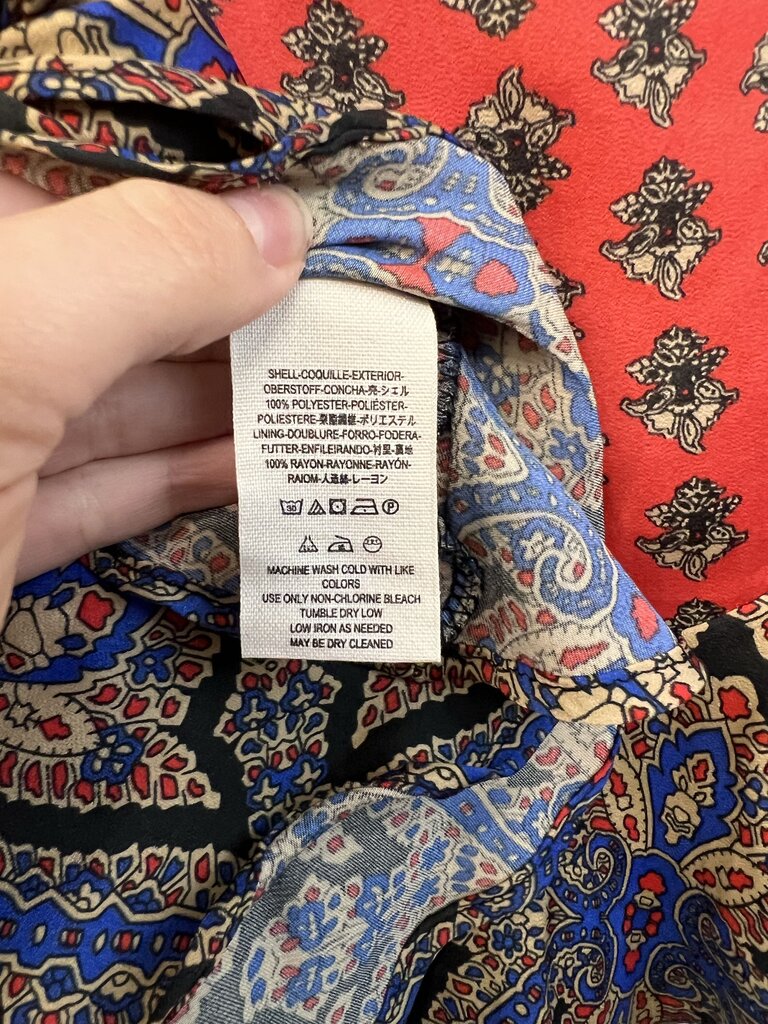 SHELL-COQUILLE-EXTERIOR-
OBERSTOFF-CONCHA-売-シェル
100% POLYESTER-POLIÉSTER-
POLIESTERE-聚酯纖維-ポリエステル
LINING-DOUBLURE-FORRO-FODERA-
FUTTER-ENFILEIRANDO-衬里-裏地
100% RAYON-RAYONNE-RAYÓN-
RAIOM-人造絲-レーヨン
MACHINE WASH COLD WITH LIKE
COLORS
USE ONLY NON-CHLORINE BLEACH
TUMBLE DRY LOW
LOW IRON AS NEEDED
MAY BE DRY CLEANED